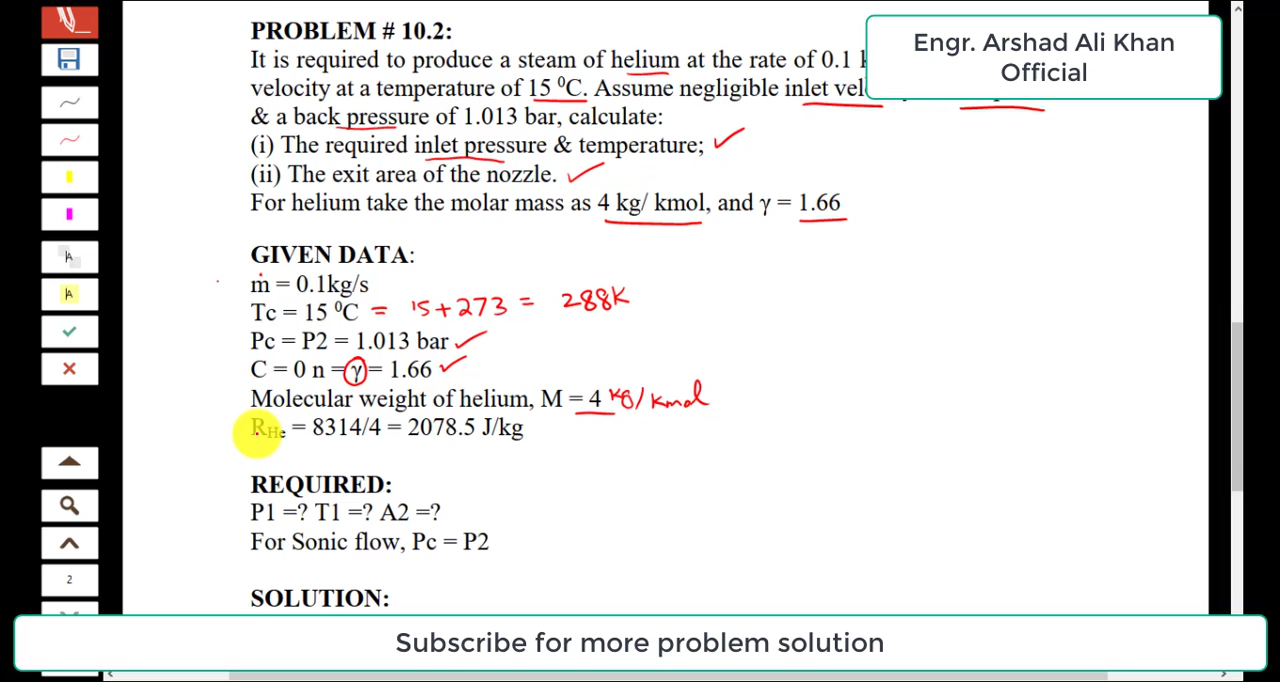 PROBLEM # 10.2:
It is required to produce a steam of helium at the rate of 0.1
velocity at a temperature of 15 ⁰C. Assume negligible inlet
& a back pressure of 1.013 bar, calculate:
(i) The required inlet pressure & temperature;
(ii) The exit area of the nozzle.
For helium take the molar mass as 4 kg/ kmol, and γ = 1.66
Engr. Arshad Ali Khan
Official
GIVEN DATA:
ṁ = 0.1kg/s
Tc = 15 ⁰C = 15+273 = 288K
Pc = P2 = 1.013 bar
C = 0 n = γ = 1.66
Molecular weight of helium, M = 4 kg/kmol
RHe = 8314/4 = 2078.5 J/kg
REQUIRED:
P1 =? T1 =? A2 =?
For Sonic flow, Pc = P2
SOLUTION:
2
Subscribe for more problem solution